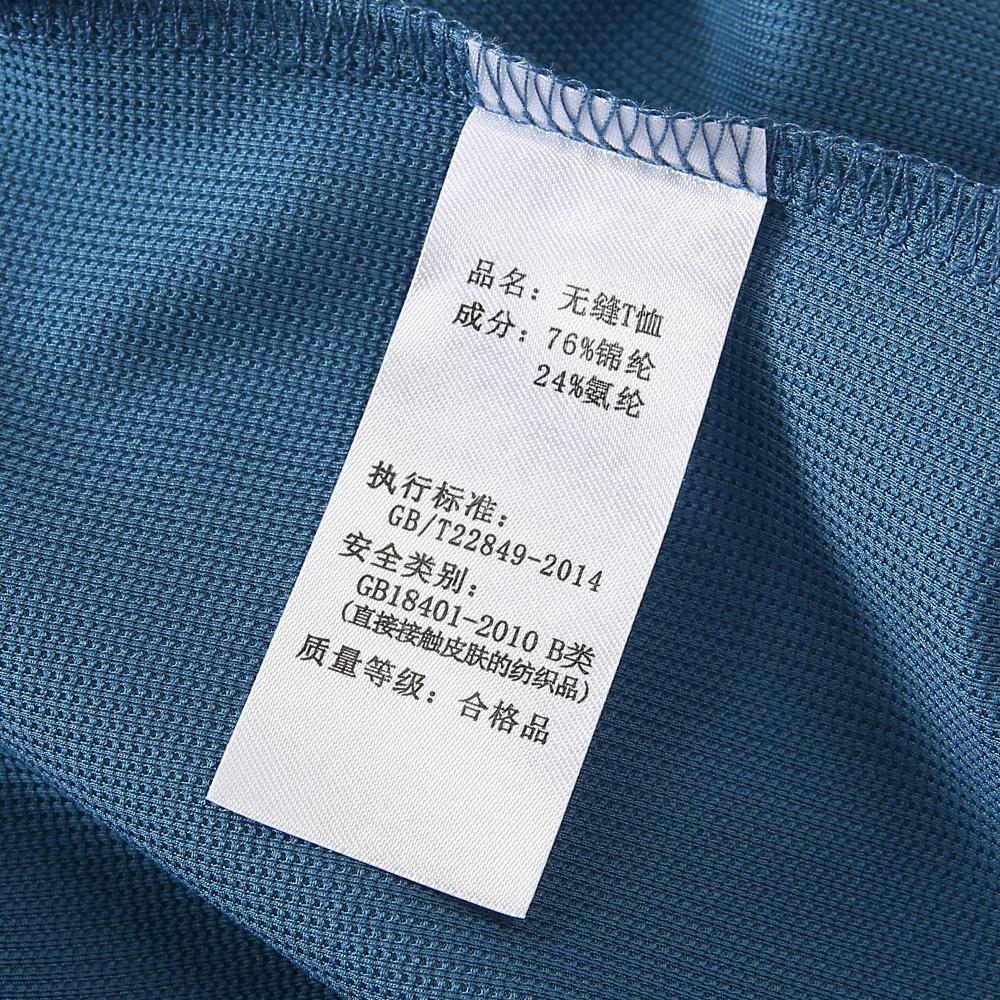 品名：无缝T恤
成分：76%锦纶
24%氨纶
执行标准：
GB/T22849-2014
安全类别：
GB18401-2010 B类
(直接接触皮肤的纺织品)
质量等级：合格品